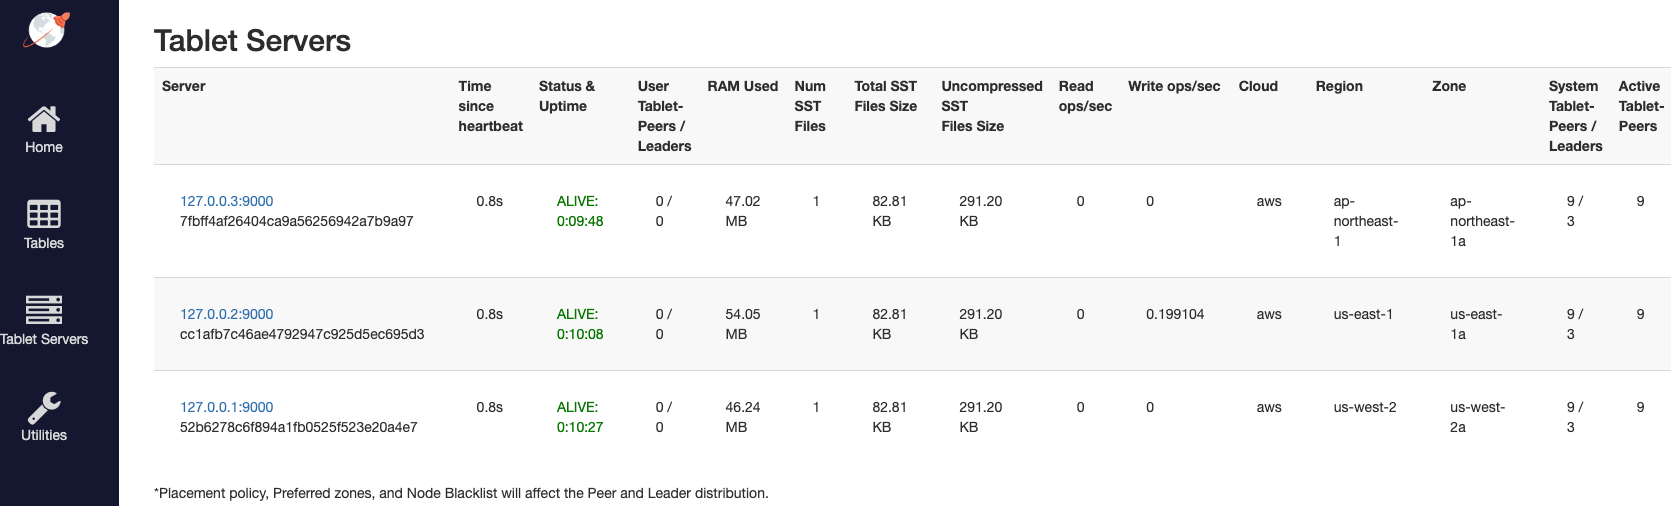 Home
Tables
Tablet Servers
Utilities
Tablet Servers
Server
Time
since
heartbeat
Status &
Uptime
User
Tablet-
Peers /
Leaders
RAM Used
Num
SST
Files
Total SST
Files Size
Uncompressed
SST
Files Size
Read
ops/sec
Write ops/sec
Cloud
Region
Zone
System
Tablet-
Peers /
Leaders
Active
Tablet-
Peers
127.0.0.3:9000
7fbff4af26404ca9a56256942a7b9a97
0.8s
ALIVE:
0:09:48
0 /
0
47.02
MB
1
82.81
KB
291.20
KB
0
0
aws
ap-
northeast-
1
ap-
northeast-
1a
9 /
3
9
127.0.0.2:9000
cc1afb7c46ae4792947c925d5ec695d3
0.8s
ALIVE:
0:10:08
0 /
0
54.05
MB
1
82.81
KB
291.20
KB
0
0.199104
aws
us-east-1
us-east-
1a
9 /
3
9
127.0.0.1:9000
52b6278c6f894a1fb0525f523e20a4e7
0.8s
ALIVE:
0:10:27
0 /
0
46.24
MB
1
82.81
KB
291.20
KB
0
0
aws
us-west-2
us-west-
2a
9 /
3
9
*Placement policy, Preferred zones, and Node Blacklist will affect the Peer and Leader distribution.